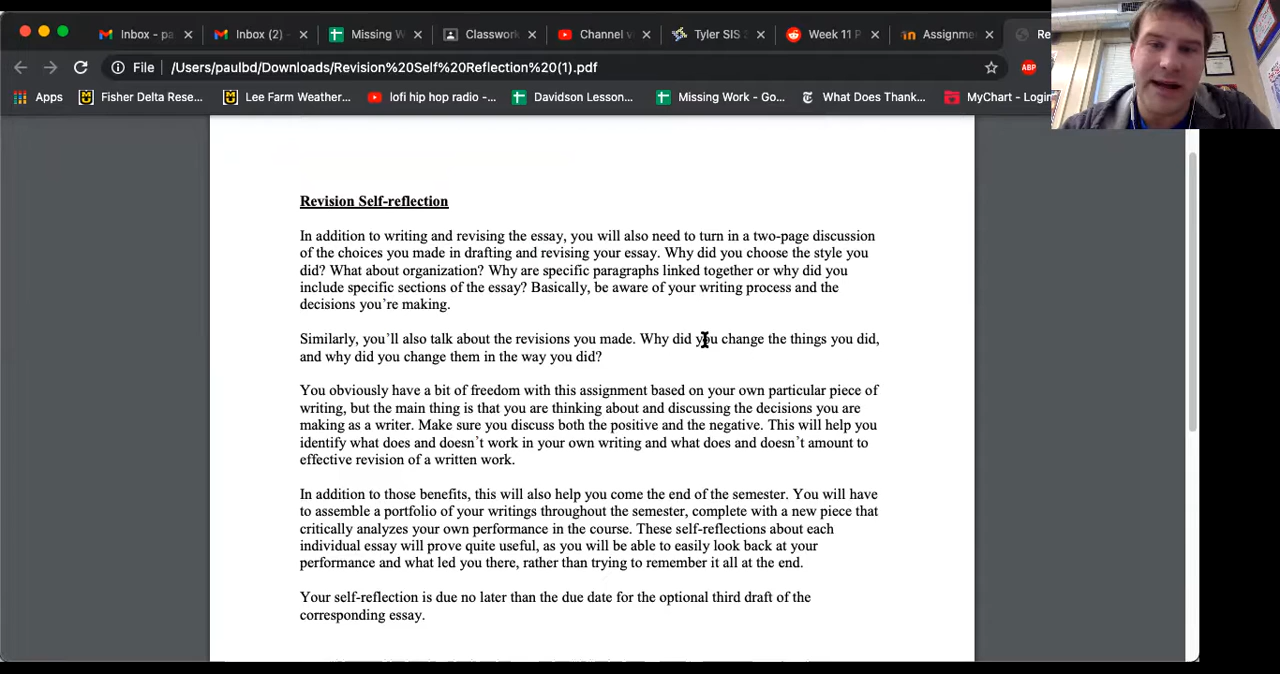 Inbox - pa
Inbox (2) -
Missing W
Classwork
Channel v
Tyler SIS
Week 11 P
Assignme
Re
File | /Users/paulbd/Downloads/Revision%20Self%20Reflection%20(1).pdf
ABP
Apps
Fisher Delta Rese...
Lee Farm Weather...
lofi hip hop radio -...
Davidson Lesson...
Missing Work - Go...
What Does Thank...
MyChart - Login
Revision Self-reflection
In addition to writing and revising the essay, you will also need to turn in a two-page discussion
of the choices you made in drafting and revising your essay. Why did you choose the style you
did? What about organization? Why are specific paragraphs linked together or why did you
include specific sections of the essay? Basically, be aware of your writing process and the
decisions you're making.
Similarly, you'll also talk about the revisions you made. Why did you change the things you did,
and why did you change them in the way you did?
You obviously have a bit of freedom with this assignment based on your own particular piece of
writing, but the main thing is that you are thinking about and discussing the decisions you are
making as a writer. Make sure you discuss both the positive and the negative. This will help you
identify what does and doesn't work in your own writing and what does and doesn't amount to
effective revision of a written work.
In addition to those benefits, this will also help you come the end of the semester. You will have
to assemble a portfolio of your writings throughout the semester, complete with a new piece that
critically analyzes your own performance in the course. These self-reflections about each
individual essay will prove quite useful, as you will be able to easily look back at your
performance and what led you there, rather than trying to remember it all at the end.
Your self-reflection is due no later than the due date for the optional third draft of the
corresponding essay.